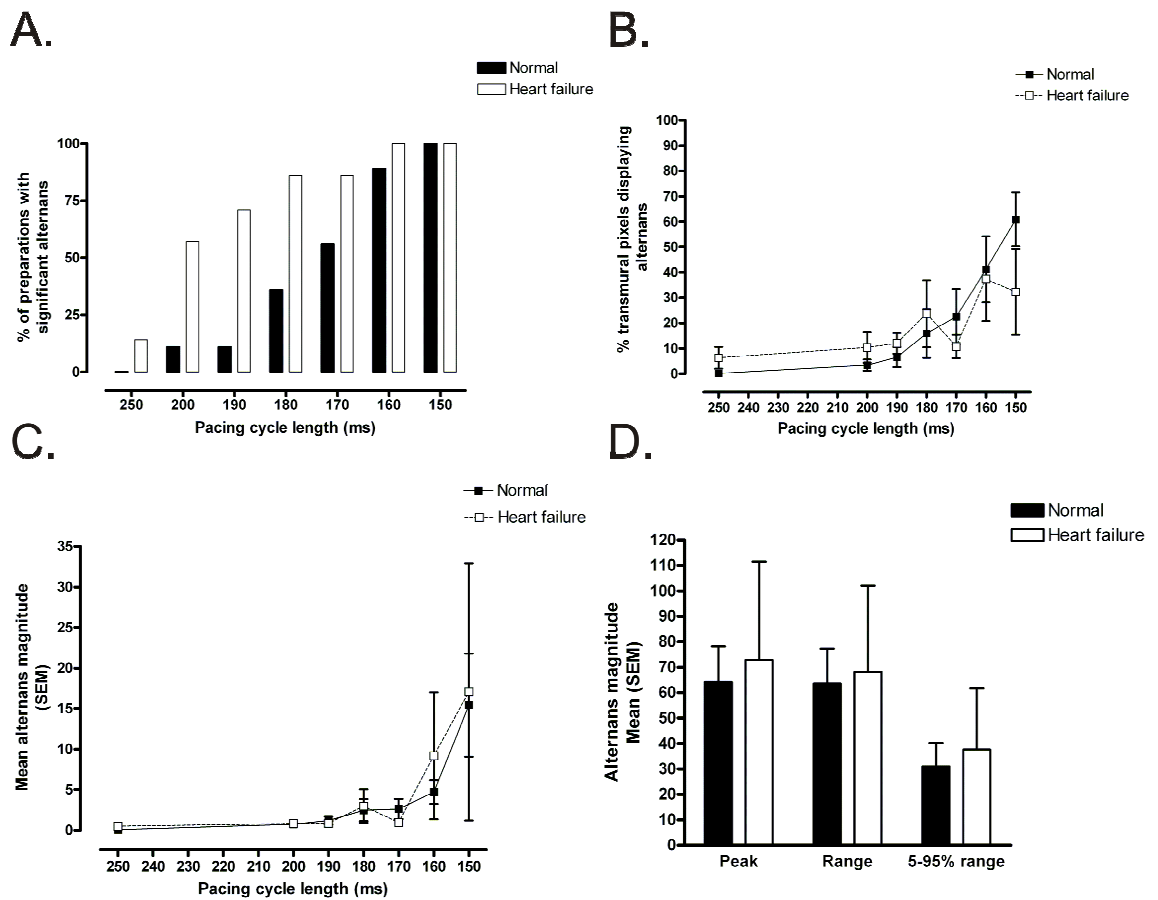 A.
Normal
Heart failure
% of preparations with
significant alternans
100
75
50
25
0
250 200 190 180 170 160 150
Pacing cycle length (ms)
B.
Normal
Heart failure
% transmural pixels displaying
alternans
100
90
80
70
60
50
40
30
20
10
0
250 240 230 220 210 200 190 180 170 160 150
Pacing cycle length (ms)
C.
Normal
Heart failure
Mean alternans magnitude
(SEM)
35
30
25
20
15
10
5
0
250 240 230 220 210 200 190 180 170 160 150
Pacing cycle length (ms)
D.
Normal
Heart failure
Alternans magnitude
Mean (SEM)
120
110
100
90
80
70
60
50
40
30
20
10
0
Peak Range 5-95% range